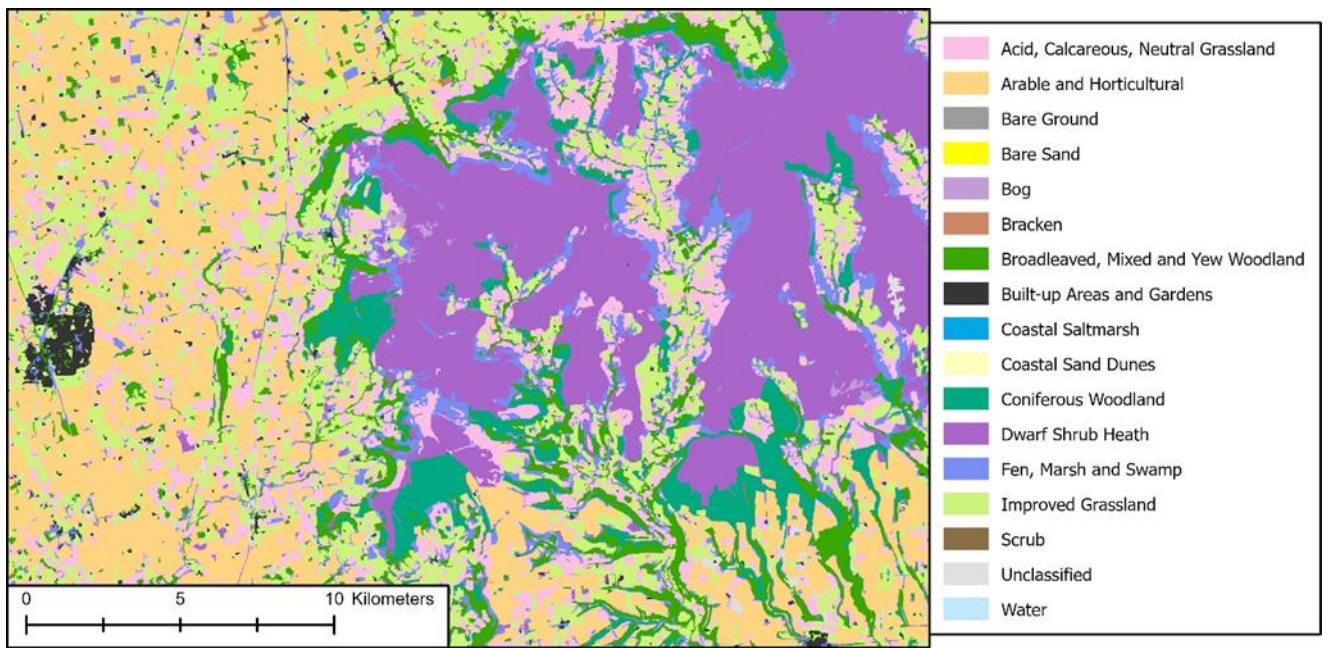 Acid, Calcareous, Neutral Grassland
Arable and Horticultural
Bare Ground
Bare Sand
Bog
Bracken
Broadleaved, Mixed and Yew Woodland
Built-up Areas and Gardens
Coastal Saltmarsh
Coastal Sand Dunes
Coniferous Woodland
Dwarf Shrub Heath
Fen, Marsh and Swamp
Improved Grassland
Scrub
Unclassified
Water
0 5 10 Kilometers